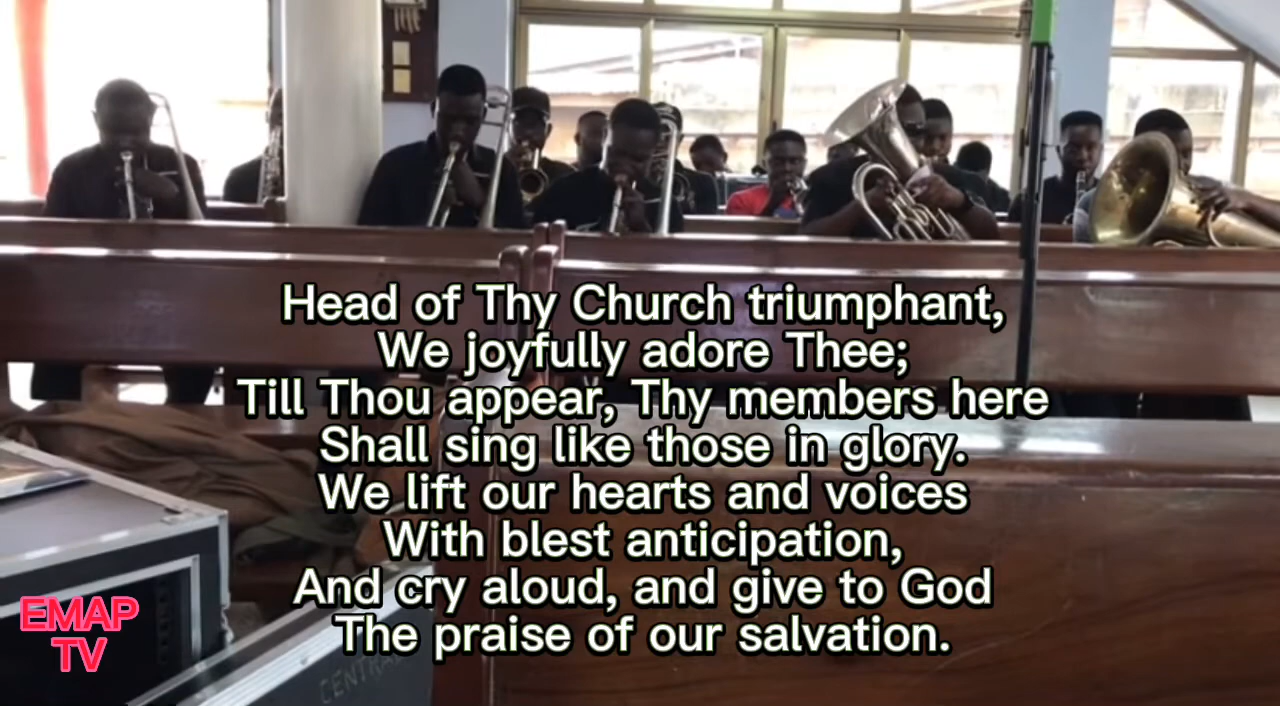 Head of Thy Church triumphant,
We joyfully adore Thee;
Till Thou appear, Thy members here
Shall sing like those in glory.
We lift our hearts and voices
With blest anticipation,
And cry aloud, and give to God
The praise of our salvation.
EMAP
TV
CENTRAL